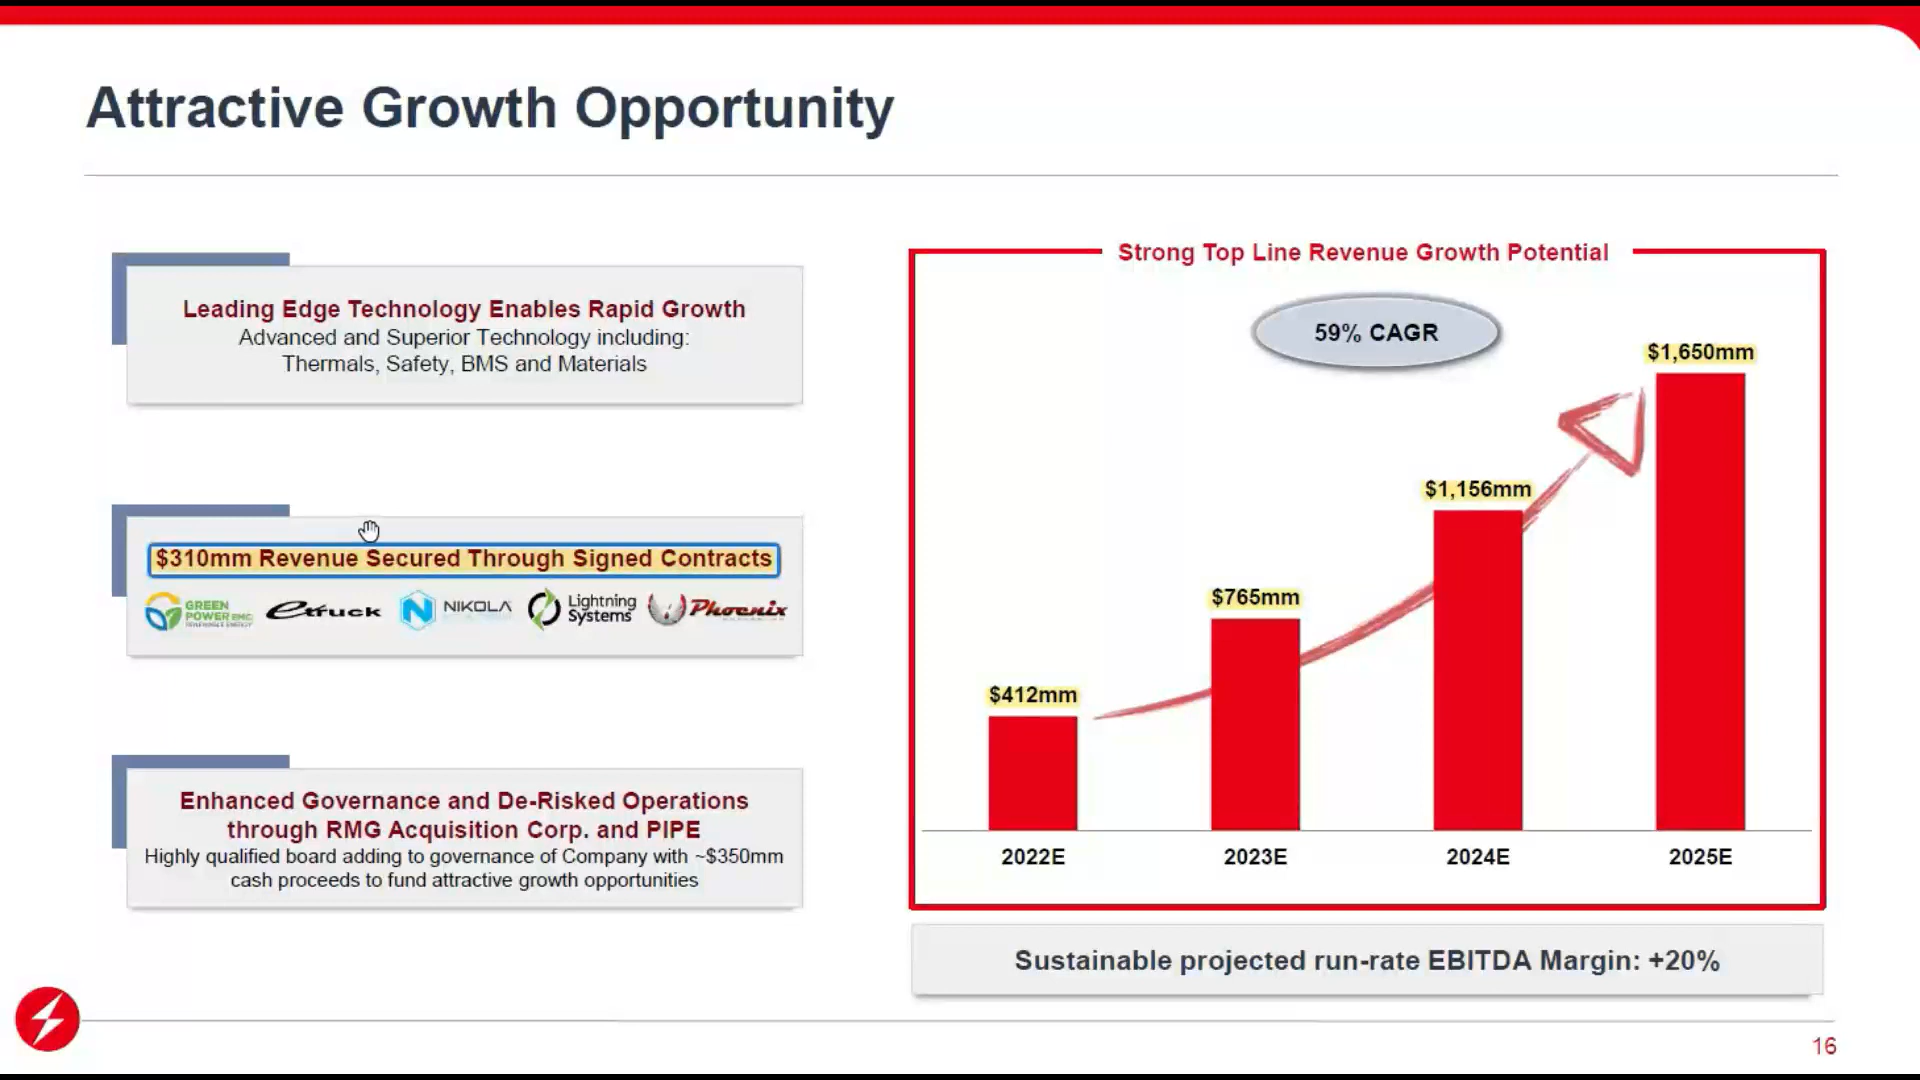 Attractive Growth Opportunity
Leading Edge Technology Enables Rapid Growth
Advanced and Superior Technology including:
Thermals, Safety, BMS and Materials
$310mm Revenue Secured Through Signed Contracts
GREEN
POWER EMC
RENEWABLE ENERGY
etruck
NIKOLA
Lightning
Systems
Phoenix
Enhanced Governance and De-Risked Operations
through RMG Acquisition Corp. and PIPE
Highly qualified board adding to governance of Company with ~$350mm
cash proceeds to fund attractive growth opportunities
Strong Top Line Revenue Growth Potential
59% CAGR
$1,650mm
$1,156mm
$765mm
$412mm
2022E 2023E 2024E 2025E
Sustainable projected run-rate EBITDA Margin: +20%
16